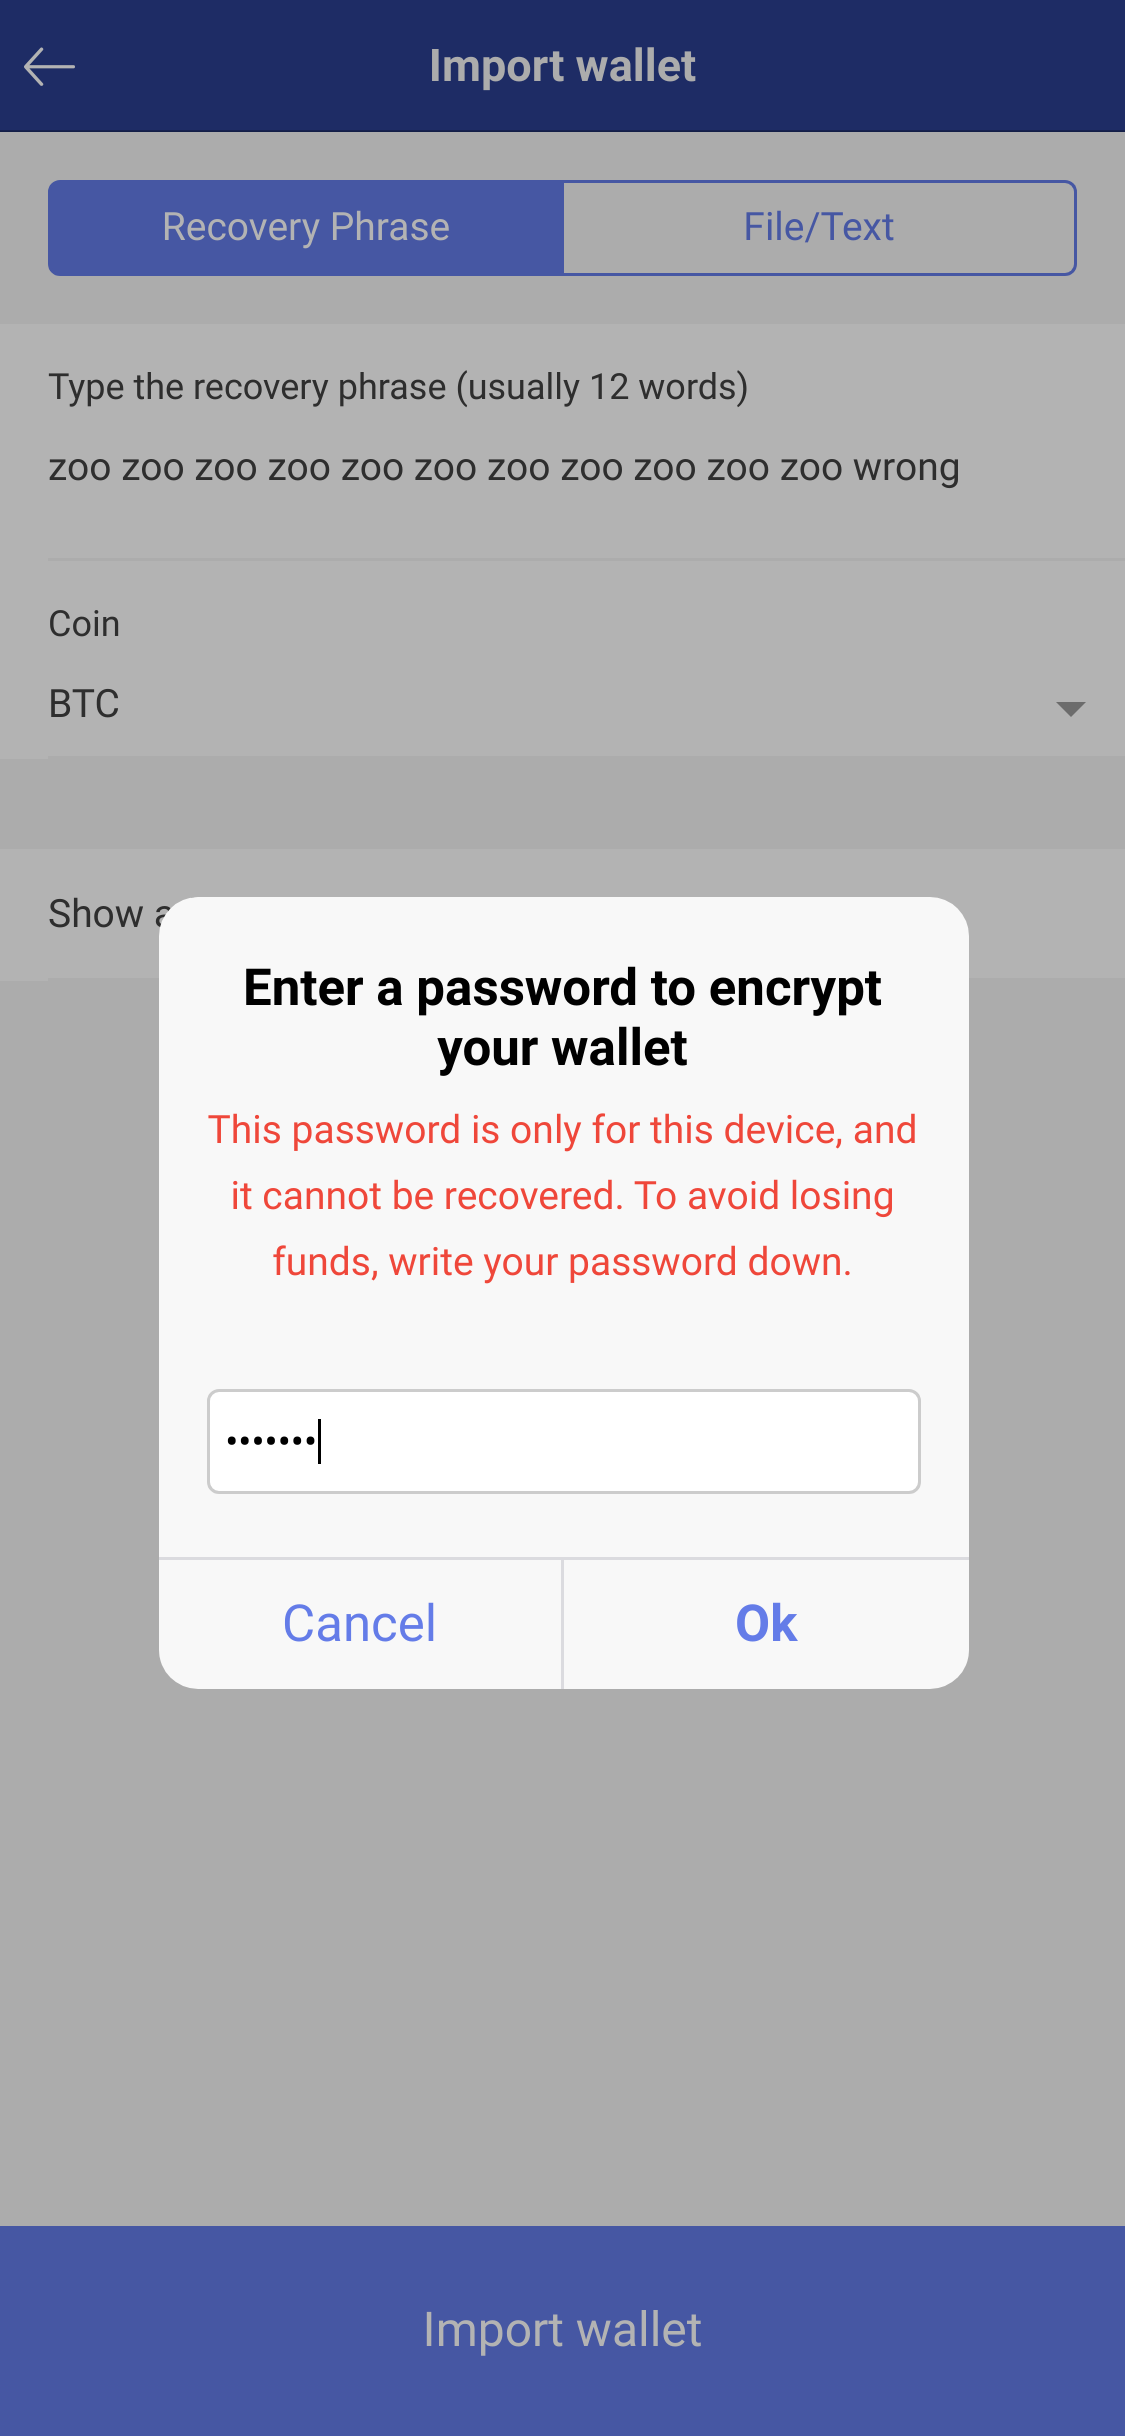 Import wallet
Recovery Phrase
File/Text
Type the recovery phrase (usually 12 words)
zoo zoo zoo zoo zoo zoo zoo zoo zoo zoo zoo wrong
Coin
BTC
Show
Enter a password to encrypt
your wallet
This password is only for this device, and
it cannot be recovered. To avoid losing
funds, write your password down.
•••••••
Cancel
Ok
Import wallet